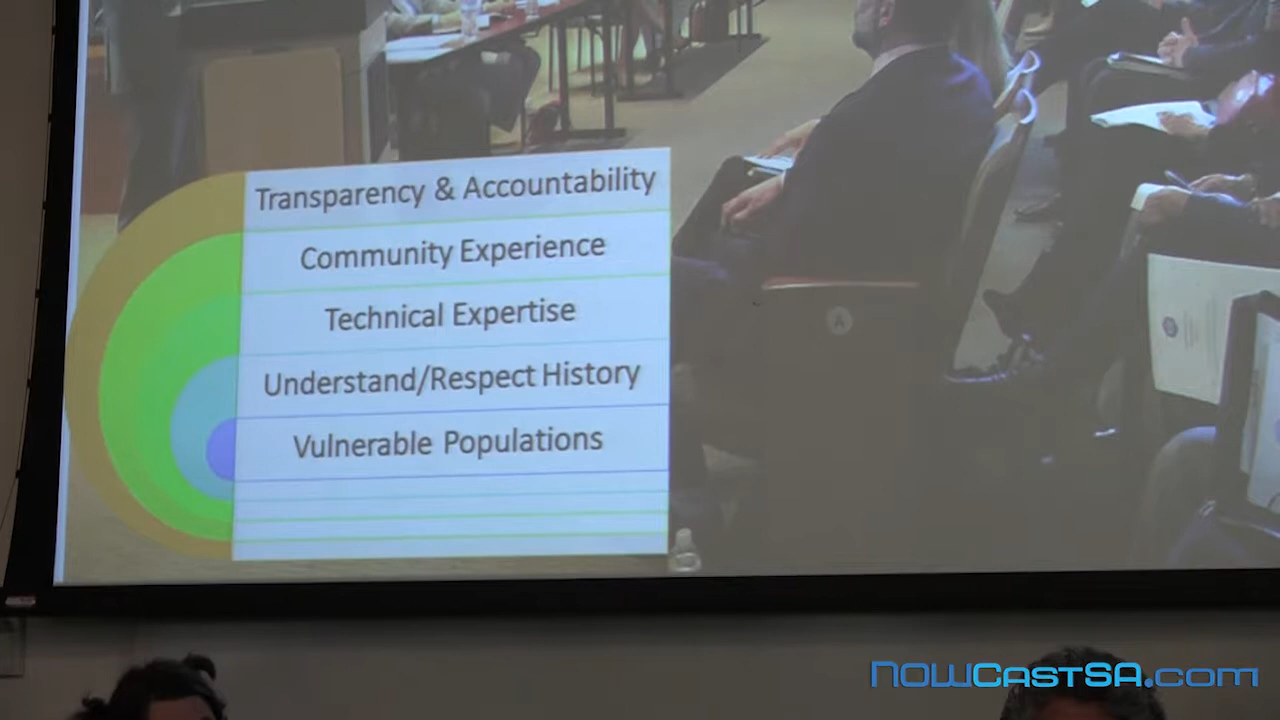 Transparency & Accountability
Community Experience
Technical Expertise
Understand/Respect History
Vulnerable Populations
A
NOWCastSA.com